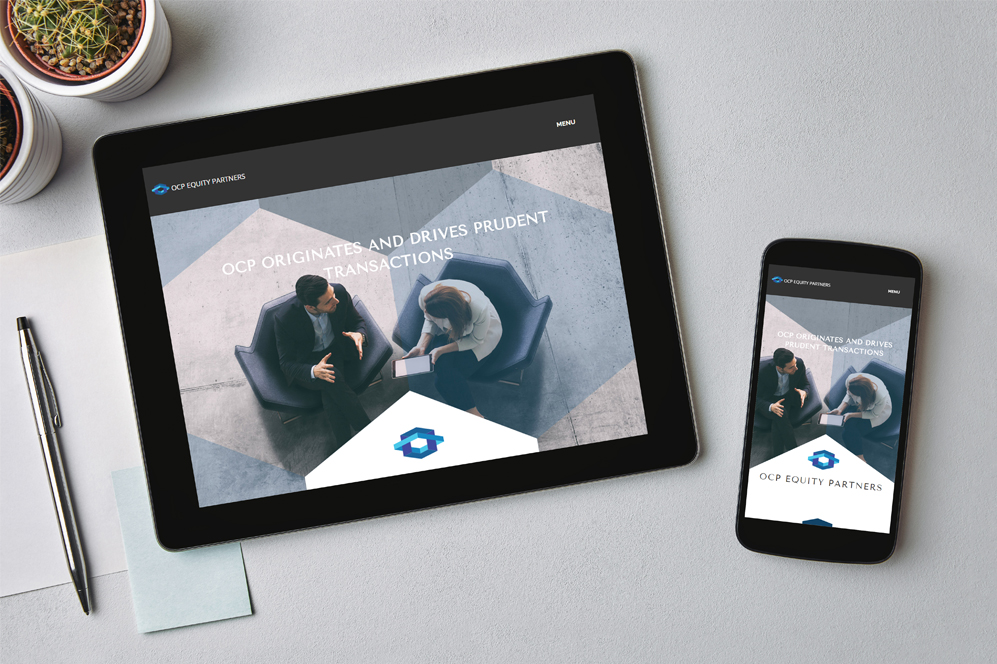 MENU
OCP EQUITY PARTNERS
OCP ORIGINATES AND DRIVES PRUDENT
TRANSACTIONS
OCP EQUITY PARTNERS
MENU
OCP ORIGINATES AND DRIVES
PRUDENT TRANSACTIONS
OCP EQUITY PARTNERS